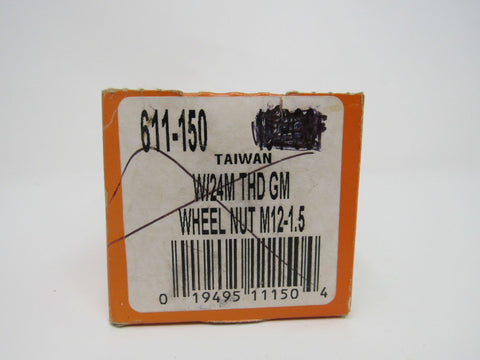 611-150
TAIWAN
W/24M THD GM
WHEEL NUT M12-1.5
0 19495 11150 4